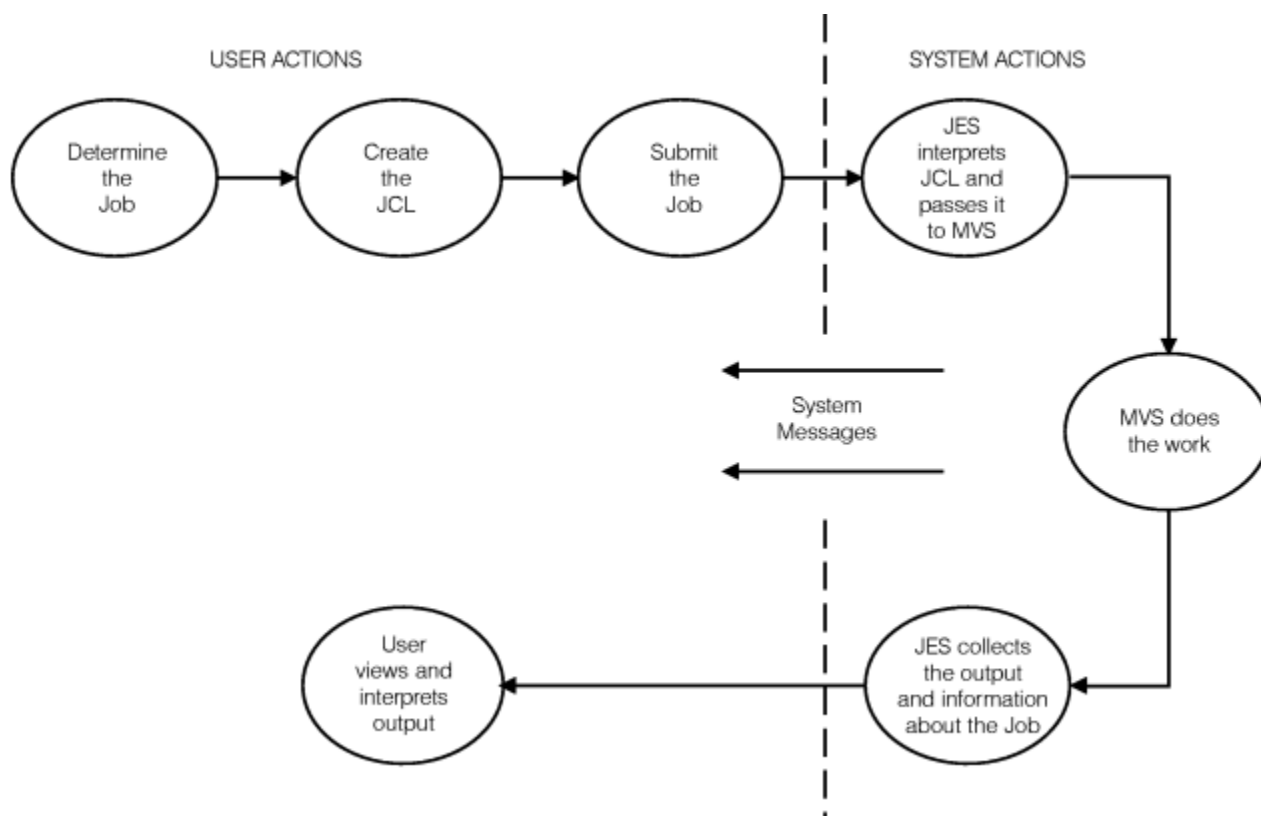 USER ACTIONS
SYSTEM ACTIONS
Determine
the
Job
Create
the
JCL
Submit
the
Job
JES
interprets
JCL and
passes it
to MVS
System
Messages
MVS does
the work
User
views and
interprets
output
JES collects
the output
and information
about the Job